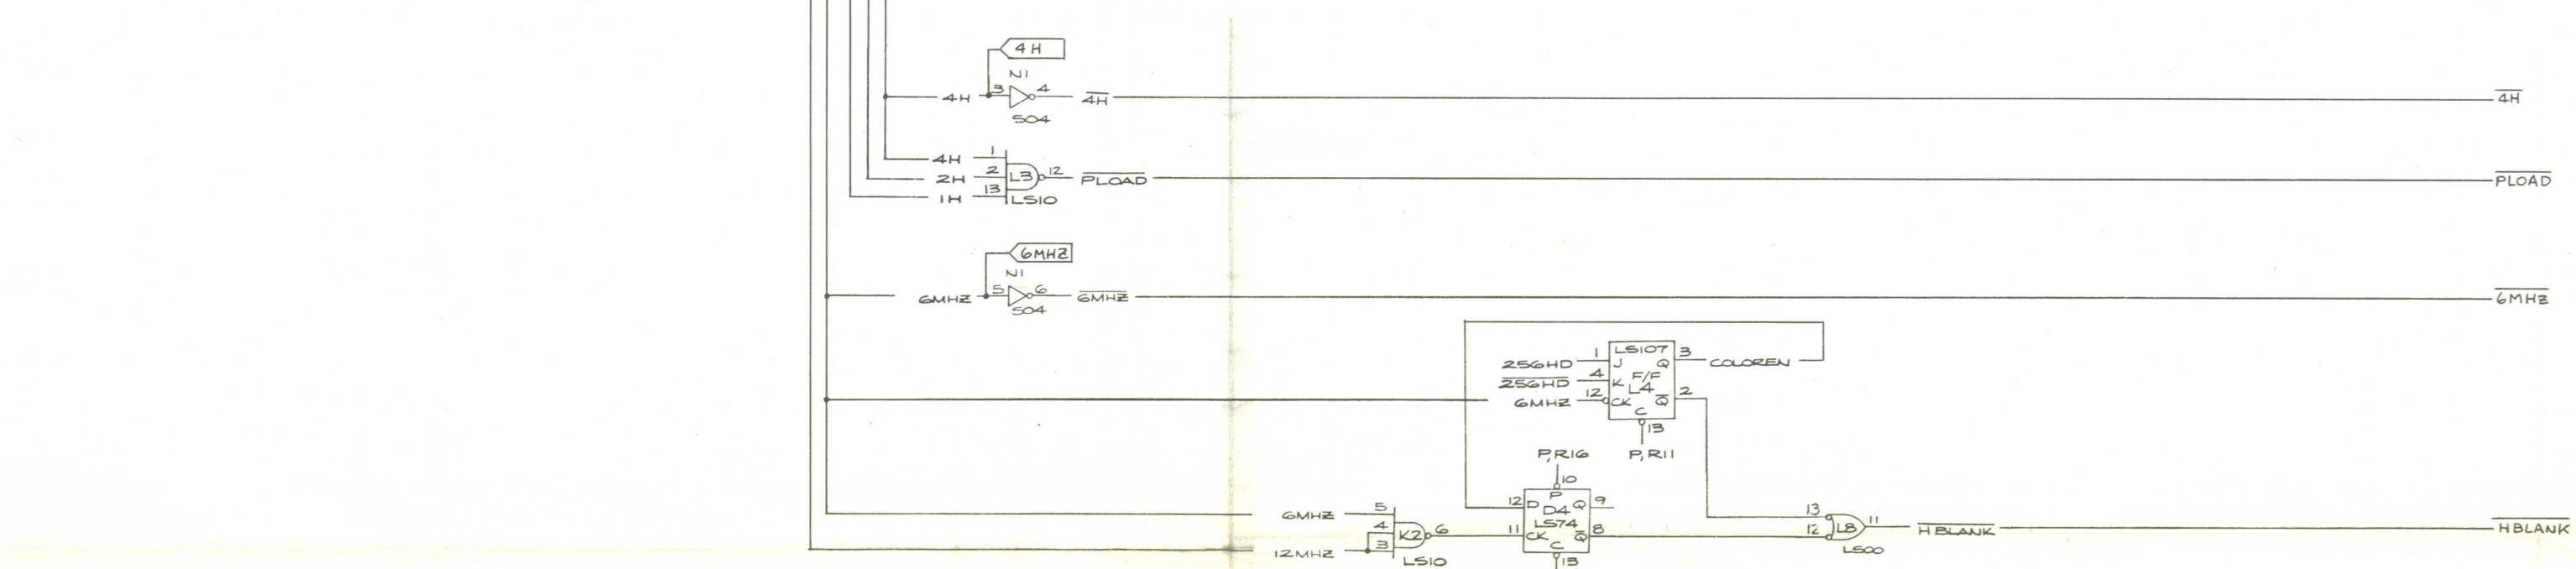 4H
N1
4H 3 4 4H 4H
S04
4H 1
2H 2 L3 12 PLOAD PLOAD
1H 13 LS10
6MHZ
N1
6MHZ 5 6 6MHZ 6MHZ
S04
256HD 1 LS107 3 COLOREN
J Q
256HD 4 K F/F
L4
6MHZ 12 CK Q 2
C
13
P,R16 P,R11
10
P
12 D Q 9
D4
6MHZ 5
4 LS74
K2 6 11 CK Q 8
12MHZ 3
LS10
C
13
13
12 L8 11 HBLANK HBLANK
LS00